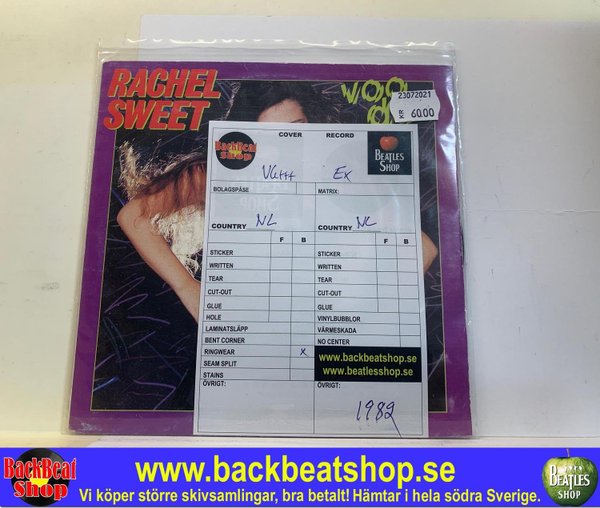 RACHEL
SWEET
VOO
DO
23072021
KR 60.00
BackBeat
Shop
COVER RECORD
BEATLES
SHOP
VG+++ EX
BOLAGSPÅSE MATRIX:
COUNTRY NL COUNTRY NL
F B F B
STICKER STICKER
WRITTEN WRITTEN
TEAR TEAR
CUT-OUT CUT-OUT
GLUE GLUE
HOLE VINYLBUBBLOR
LAMINATSLÄPP VÄRMESKADA
BENT CORNER NO CENTER
RINGWEAR X
SEAM SPLIT
STAINS
www.backbeatshop.se
www.beatlesshop.se
ÖVRIGT: ÖVRIGT:
1982
BackBeat
Shop
www.backbeatshop.se
Vi köper större skivsamlingar, bra betalt! Hämtar i hela södra Sverige.
BEATLES
SHOP